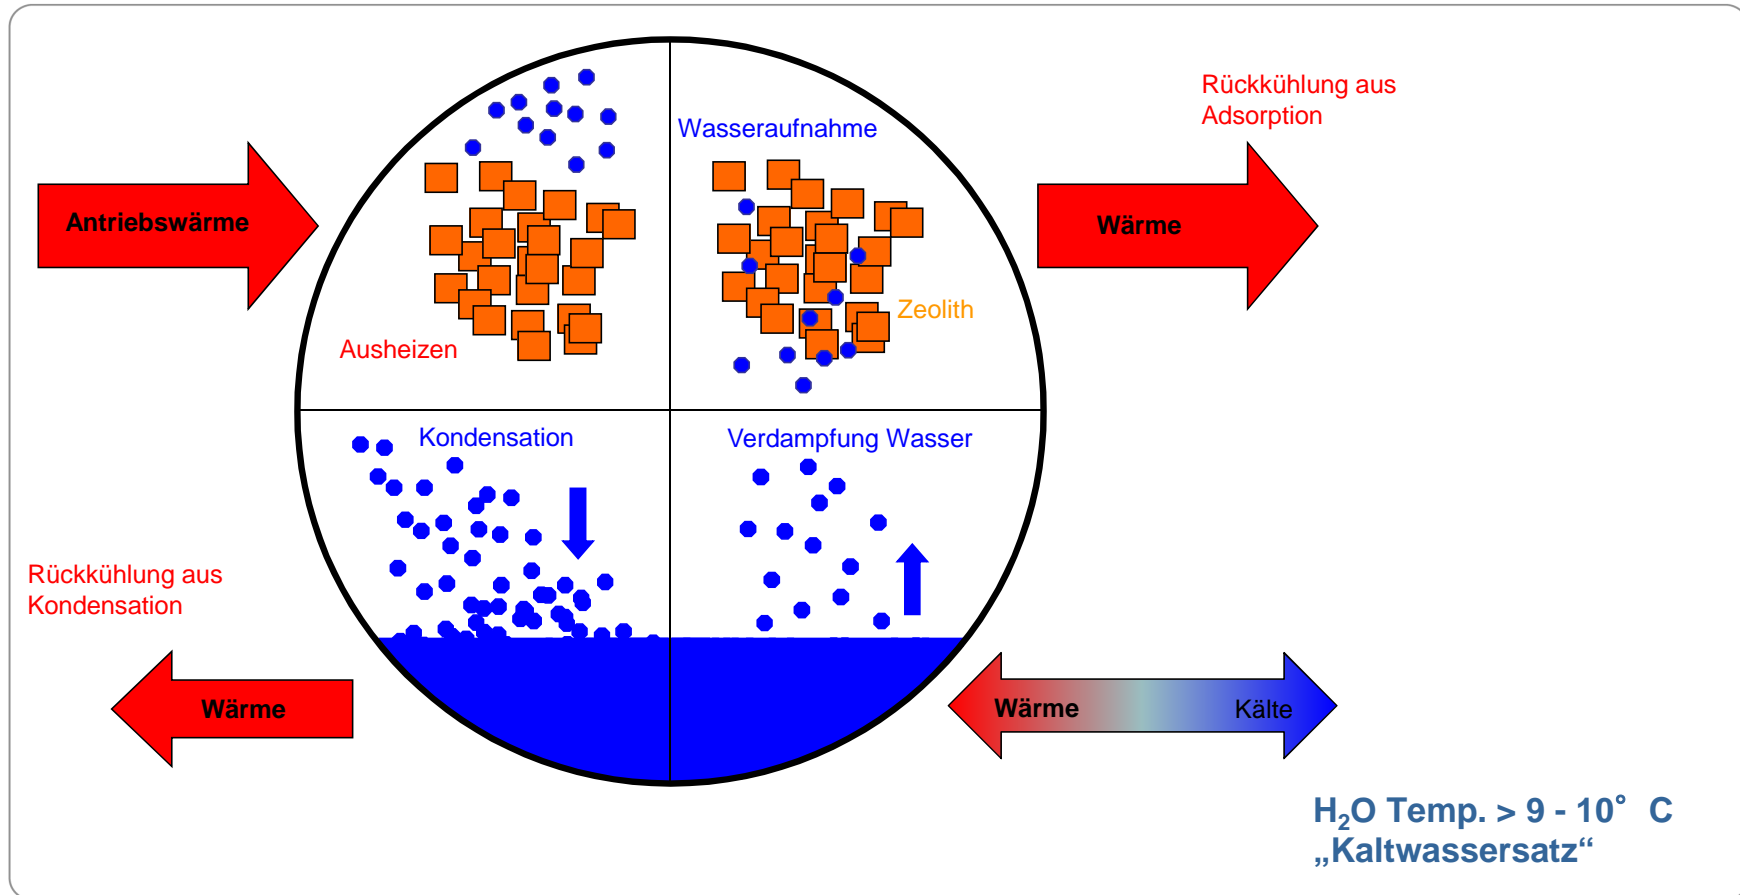 Rückkühlung aus
Adsorption
Wasseraufnahme
Antriebswärme
Wärme
Zeolith
Ausheizen
Kondensation
Verdampfung Wasser
Rückkühlung aus
Kondensation
Wärme
Wärme
Kälte
H₂O Temp. > 9 - 10° C
„Kaltwassersatz“